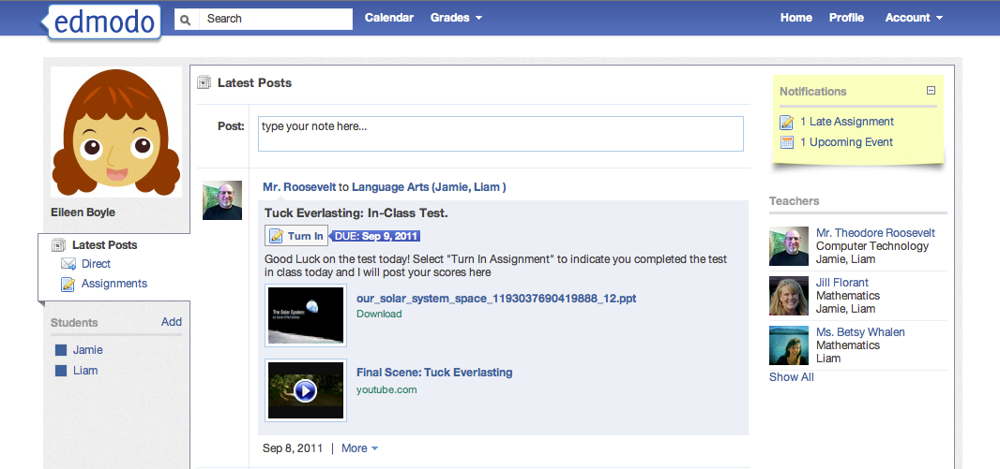 edmodo
Search
Calendar
Grades
Home
Profile
Account
Eileen Boyle
Latest Posts
Direct
Assignments
Students
Add
Jamie
Liam
Latest Posts
Post:
type your note here...
Mr. Roosevelt to Language Arts (Jamie, Liam )
Tuck Everlasting: In-Class Test.
Turn In
DUE: Sep 9, 2011
Good Luck on the test today! Select "Turn In Assignment" to indicate you completed the test
in class today and I will post your scores here
The Solar System
our_solar_system_space_1193037690419888_12.ppt
Download
Final Scene: Tuck Everlasting
youtube.com
Sep 8, 2011 | More
Notifications
1 Late Assignment
1 Upcoming Event
Teachers
Mr. Theodore Roosevelt
Computer Technology
Jamie, Liam
Jill Florant
Mathematics
Jamie, Liam
Ms. Betsy Whalen
Mathematics
Liam
Show All